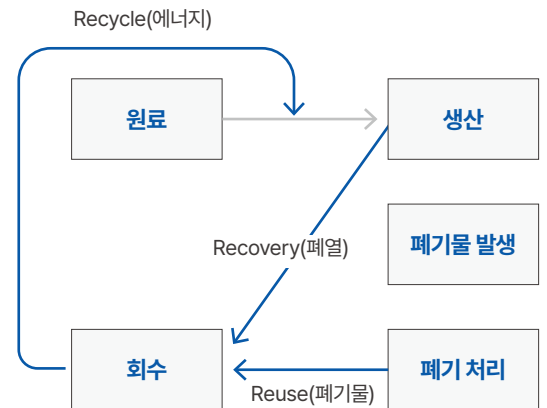 Recycle(에너지)
원료
생산
Recovery(폐열)
폐기물 발생
회수
폐기 처리
Reuse(폐기물)